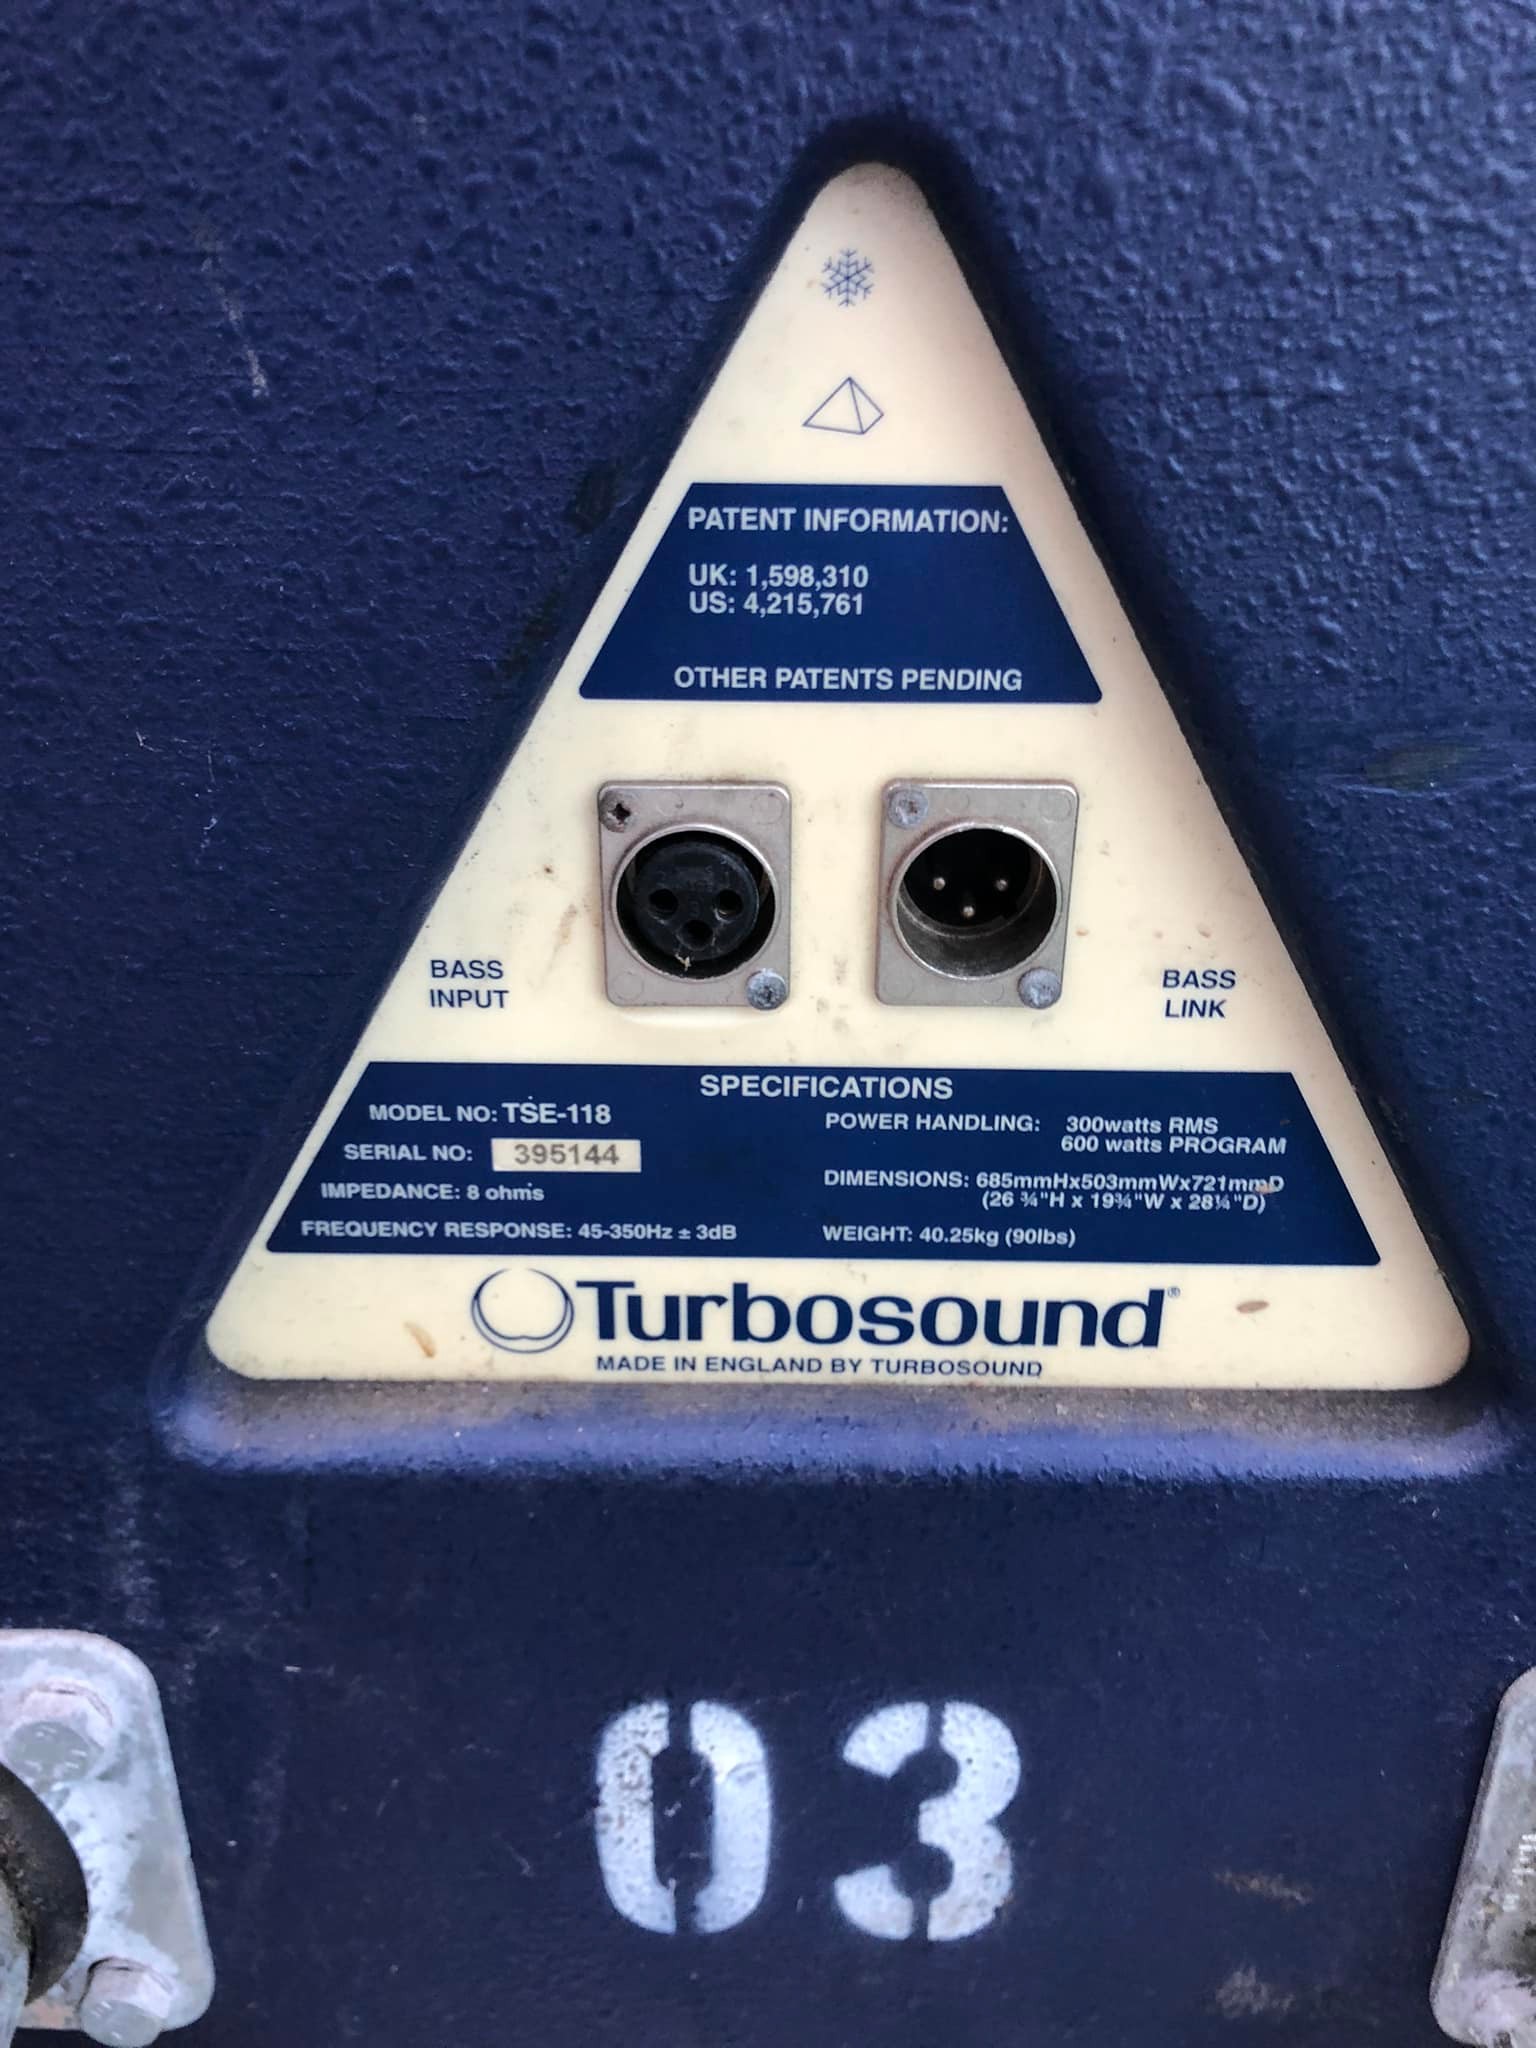 PATENT INFORMATION:
UK: 1,598,310
US: 4,215,761
OTHER PATENTS PENDING
BASS
INPUT
BASS
LINK
SPECIFICATIONS
MODEL NO: TSE-118
SERIAL NO: 395144
IMPEDANCE: 8 ohms
FREQUENCY RESPONSE: 45-350Hz ± 3dB
POWER HANDLING: 300watts RMS
600 watts PROGRAM
DIMENSIONS: 685mmHx503mmWx721mmD
(26 ¾"H x 19¾"W x 28¼"D)
WEIGHT: 40.25kg (90lbs)
Turbosound®
MADE IN ENGLAND BY TURBOSOUND
03